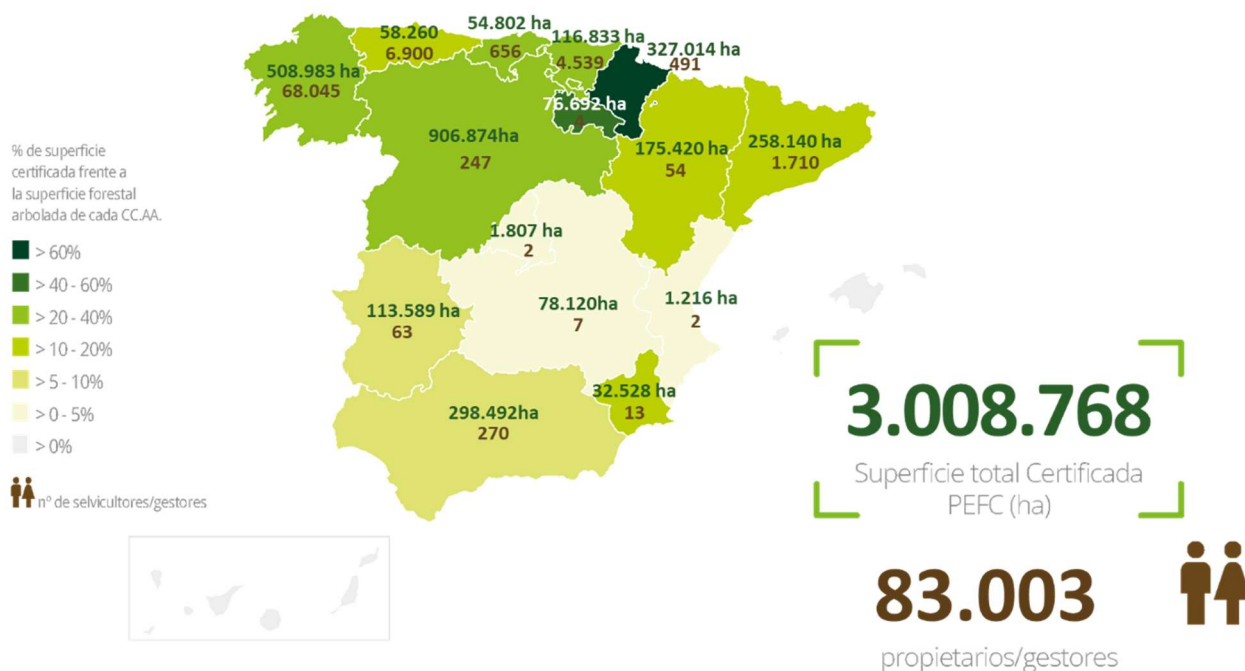 54.802 ha
656
58.260
6.900
116.833 ha
4.539
327.014 ha
491
508.983 ha
68.045
76.692 ha
4
906.874ha
247
175.420 ha
54
258.140 ha
1.710
% de superficie
certificada frente a
la superficie forestal
arbolada de cada CC.AA.
> 60%
> 40 - 60%
> 20 - 40%
> 10 - 20%
> 5 - 10%
> 0 - 5%
> 0%
nº de selvicultores/gestores
1.807 ha
2
113.589 ha
63
78.120ha
7
1.216 ha
2
32.528 ha
13
298.492ha
270
3.008.768
Superficie total Certificada
PEFC (ha)
83.003
propietarios/gestores